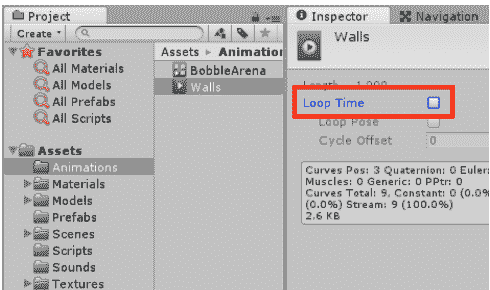 Project
Create
Favorites
All Materials
All Models
All Prefabs
All Scripts
Assets
Animations
Materials
Models
Prefabs
Scenes
Scripts
Sounds
Textures
Assets ▸ Animation
BobbleArena
Walls
Inspector
Navigation
Walls
Length 1.000
Loop Time
Loop Pose
Cycle Offset 0
Curves Pos: 3 Quaternion: 0 Euler:
Muscles: 0 Generic: 0 PPtr: 0
Curves Total: 9, Constant: 0 (0.0%
(0.0%) Stream: 9 (100.0%)
2.6 KB